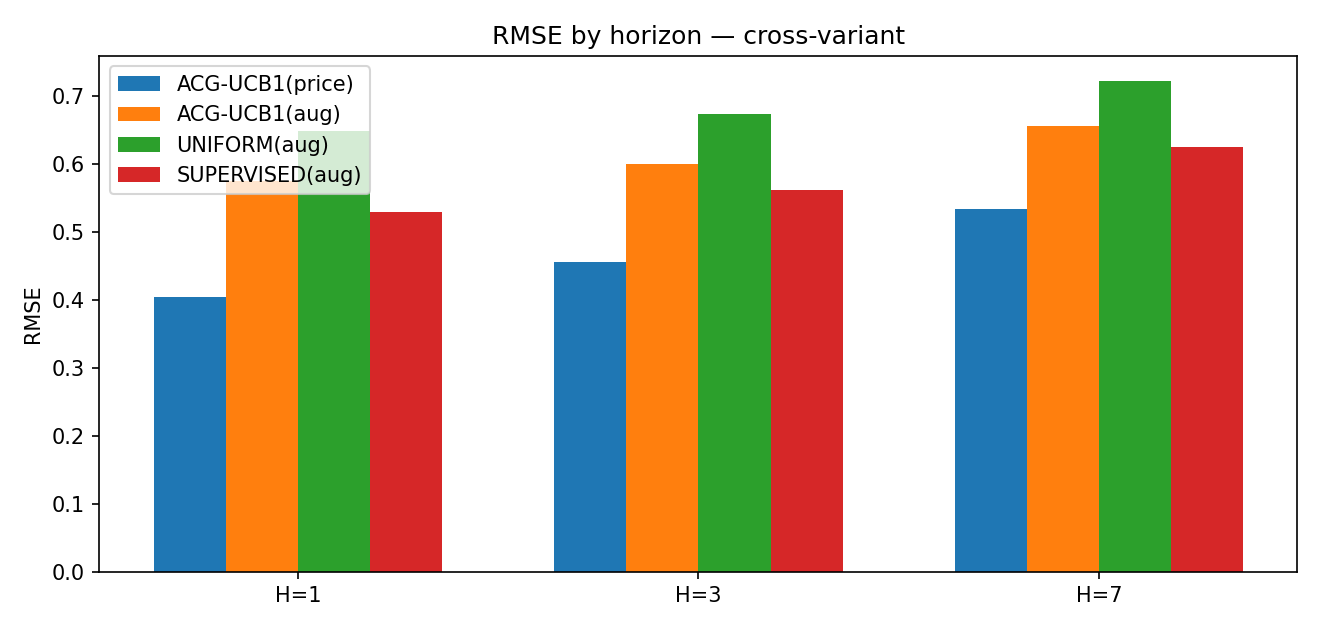 RMSE by horizon — cross-variant
ACG-UCB1(price)
ACG-UCB1(aug)
UNIFORM(aug)
SUPERVISED(aug)
RMSE
0.7
0.6
0.5
0.4
0.3
0.2
0.1
0.0
H=1
H=3
H=7